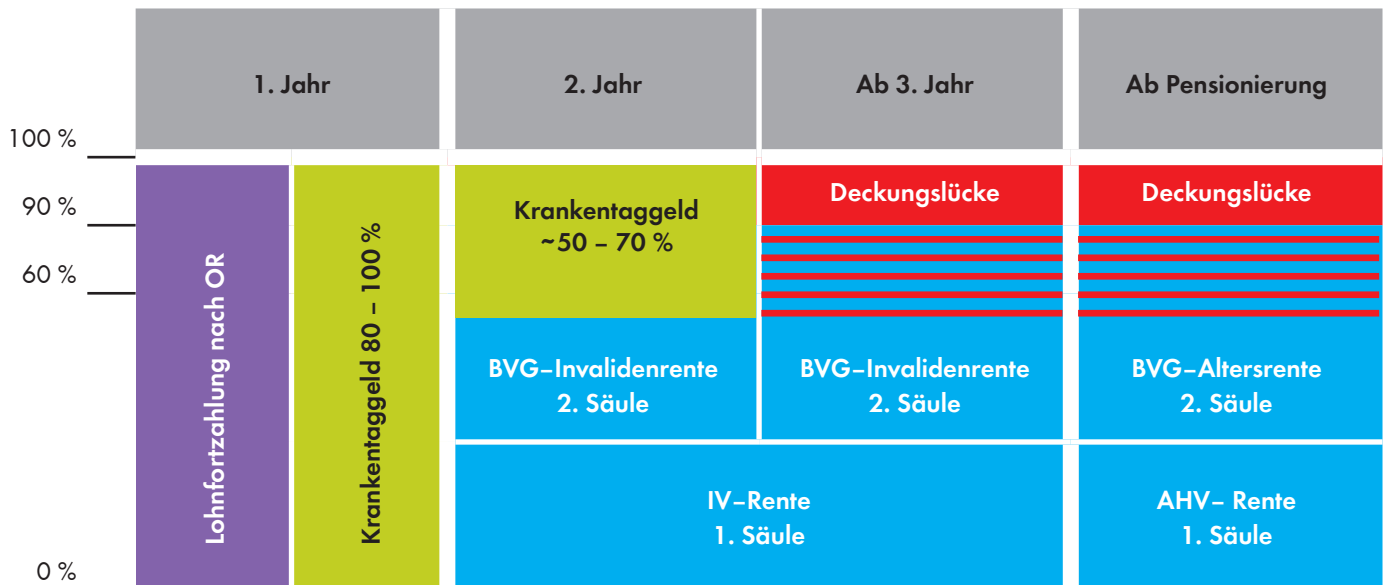 1. Jahr
2. Jahr
Ab 3. Jahr
Ab Pensionierung
100 %
90 %
60 %
0 %
Lohnfortzahlung nach OR
Krankentaggeld 80 – 100 %
Krankentaggeld
~50 – 70 %
Deckungslücke
Deckungslücke
BVG–Invalidenrente
2. Säule
BVG–Invalidenrente
2. Säule
BVG–Altersrente
2. Säule
IV–Rente
1. Säule
AHV– Rente
1. Säule